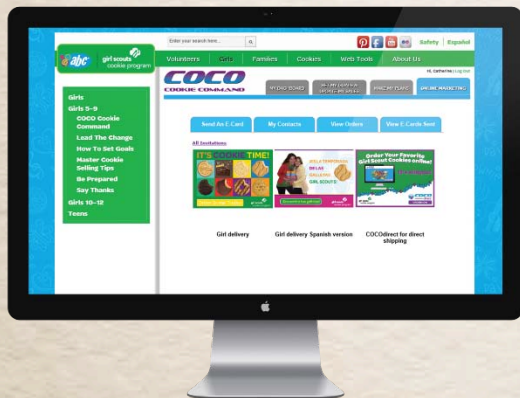 Enter your search here...
Safety | Español
abc
girl scouts
cookie program
Volunteers Girls Families Cookies Web Tools About Us
COCO
COOKIE COMMAND
ONLINE MARKETING
Girls
Girls 5-9
COCO Cookie
Command
Lead The Change
How To Set Goals
Master Cookie
Selling Tips
Be Prepared
Say Thanks
Girls 10-12
Teens
Send An E-Card My Contacts View Orders View E-Cards Sent
All Invitations:
IT'S COOKIE TIME!
GIRL SCOUTS
Order Your Favorite
Girl Scout Cookies online!
Girl delivery
Girl delivery Spanish version
COCOdirect for direct
shipping